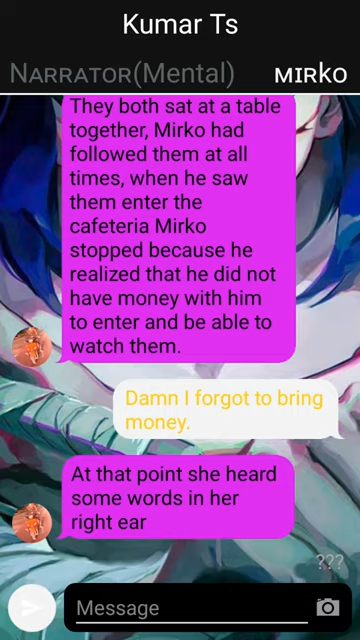 Kumar Ts
Narrator(Mental) MIRKO
They both sat at a table
together, Mirko had
followed them at all
times, when he saw
them enter the
cafeteria Mirko
stopped because he
realized that he did not
have money with him
to enter and be able to
watch them.
Damn I forgot to bring
money.
At that point she heard
some words in her
right ear
???
Message